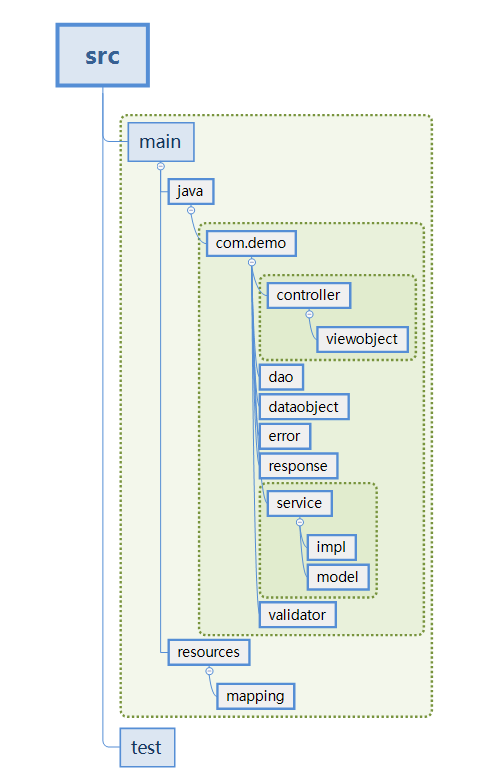 src
main
java
com.demo
controller
viewobject
dao
dataobject
error
response
service
impl
model
validator
resources
mapping
test